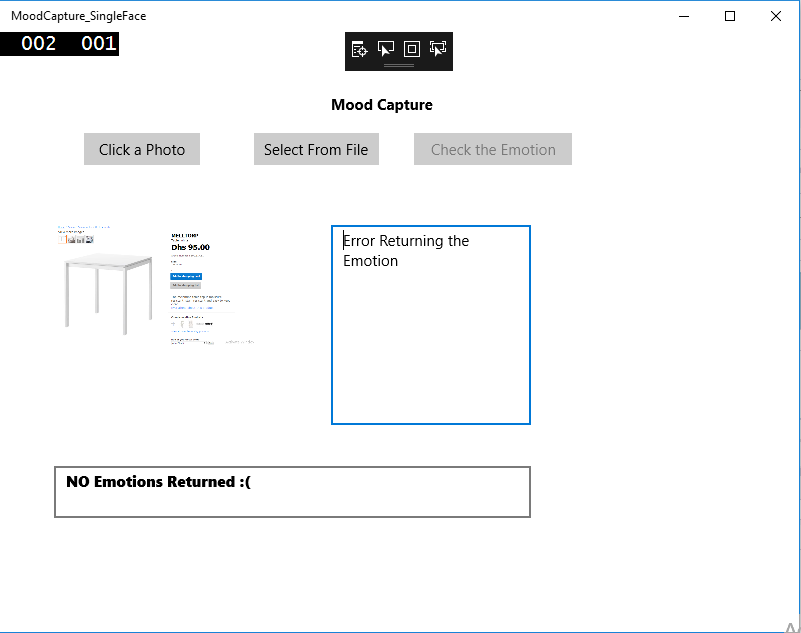 MoodCapture_SingleFace
002 001
Mood Capture
Click a Photo
Select From File
Check the Emotion
MELLTORP
Dhs 95.00
Error Returning the
Emotion
NO Emotions Returned :(